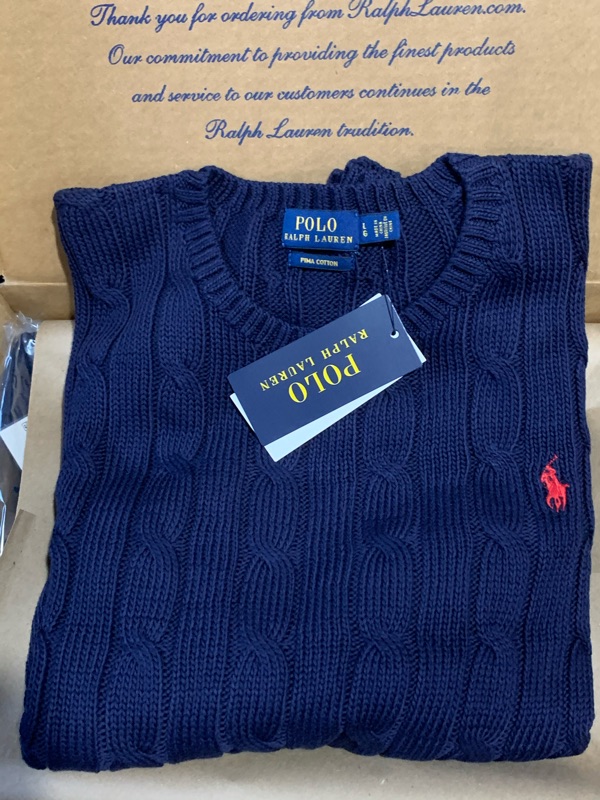 Thank you for ordering from RalphLauren.com.
Our commitment to providing the finest products
and service to our customers continues in the
Ralph Lauren tradition.
POLO
RALPH LAUREN
L
PIMA COTTON
POLO
RALPH LAUREN